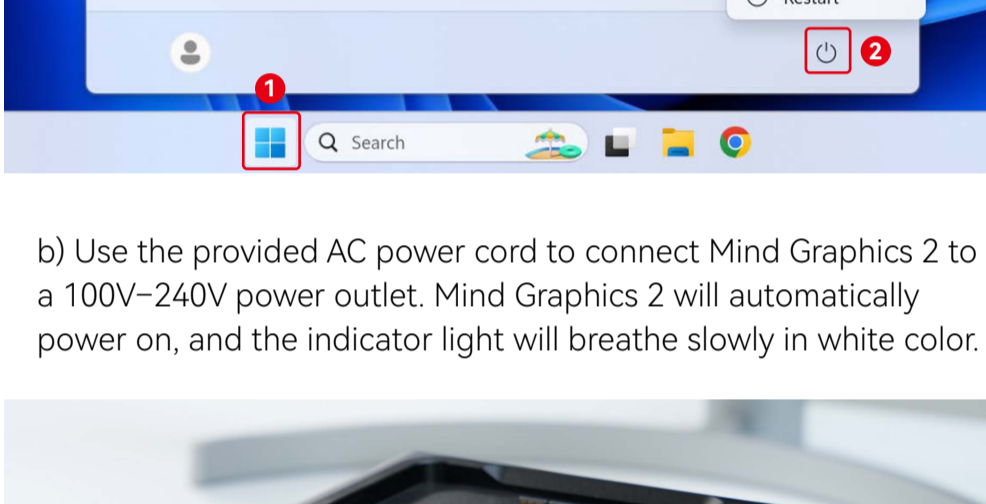 Restart
2
1
Search
b) Use the provided AC power cord to connect Mind Graphics 2 to
a 100V–240V power outlet. Mind Graphics 2 will automatically
power on, and the indicator light will breathe slowly in white color.